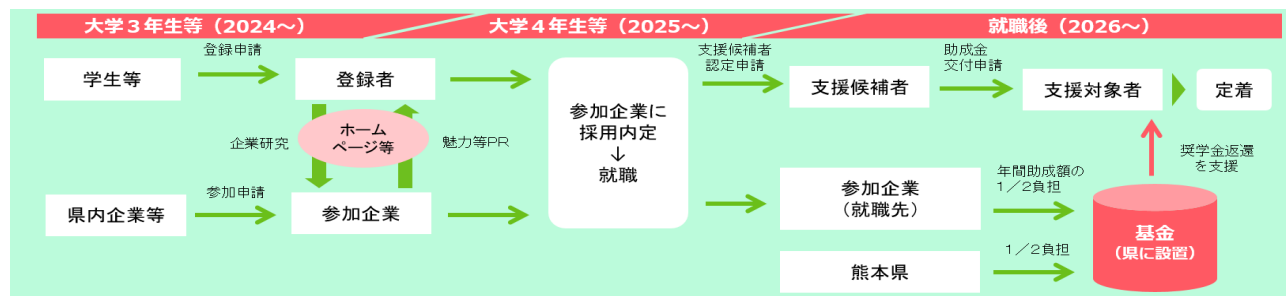 大学３年生等（2024～）
大学４年生等（2025～）
就職後（2026～）
学生等
登録申請
登録者
企業研究
ホーム
ページ等
魅力等PR
県内企業等
参加申請
参加企業
参加企業に
採用内定
↓
就職
支援候補者
認定申請
支援候補者
助成金
交付申請
支援対象者
定着
奨学金返還
を支援
参加企業
（就職先）
年間助成額の
１／２負担
熊本県
１／２負担
基金
（県に設置）